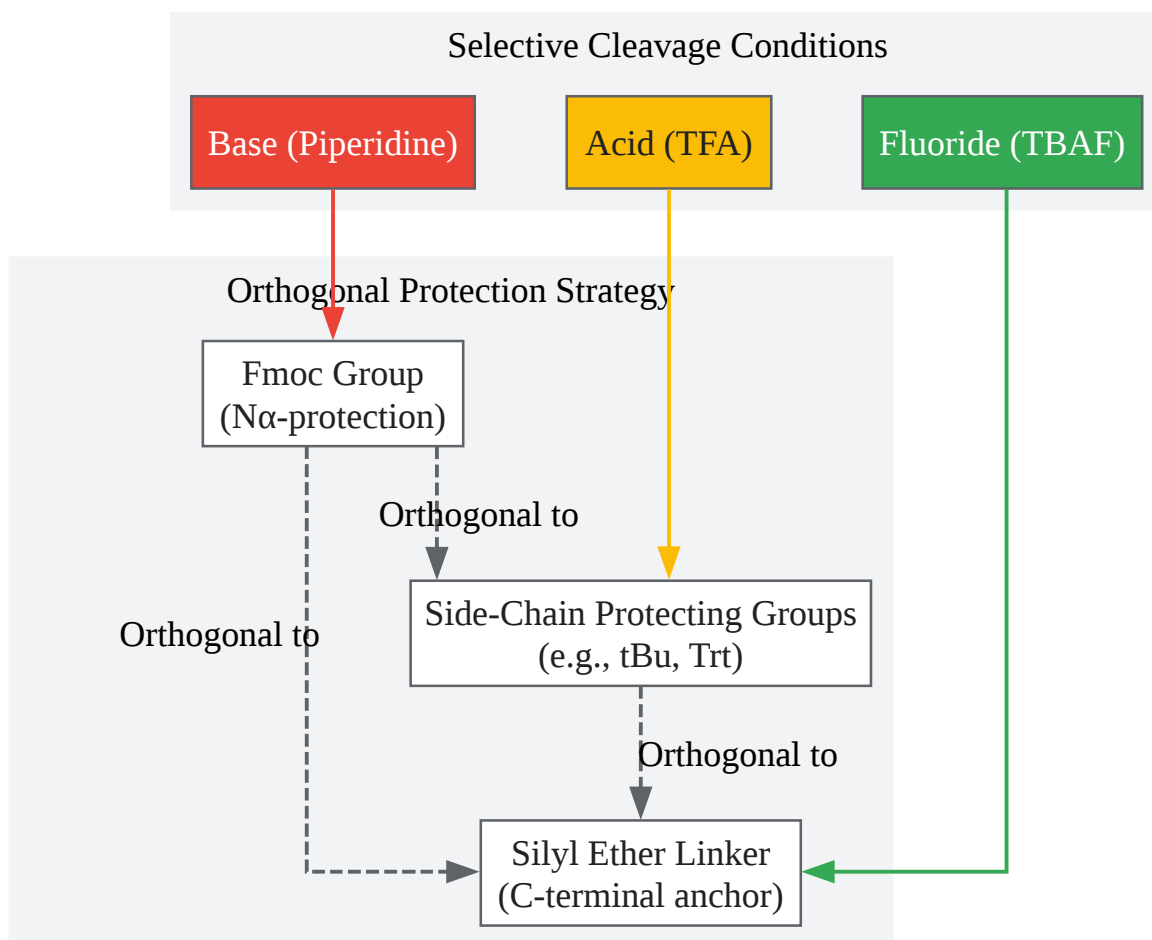 Selective Cleavage Conditions
Base (Piperidine)
Acid (TFA)
Fluoride (TBAF)
Orthogonal Protection Strategy
Fmoc Group
(Nα-protection)
Orthogonal to
Side-Chain Protecting Groups
(e.g., tBu, Trt)
Orthogonal to
Orthogonal to
Silyl Ether Linker
(C-terminal anchor)